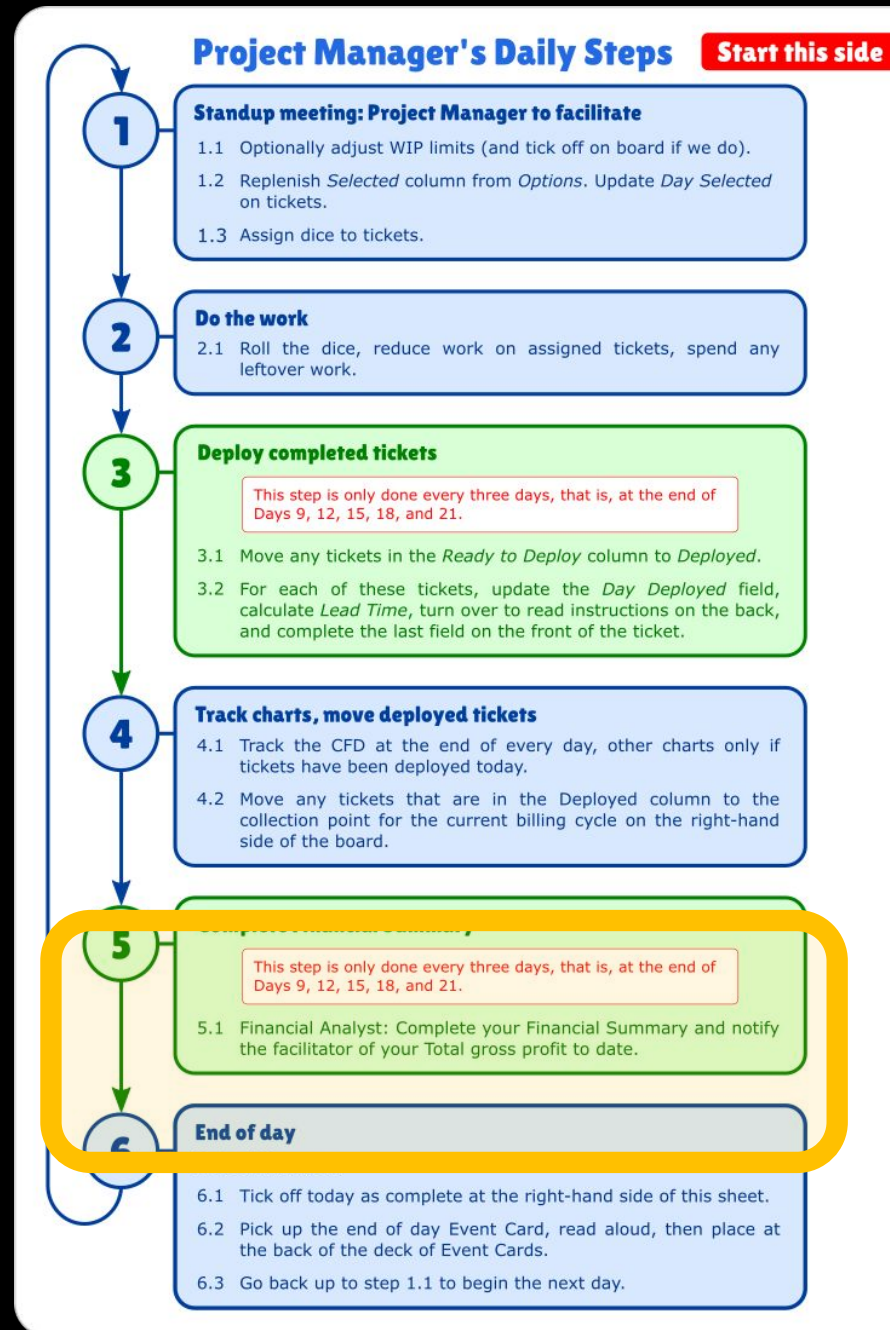 Project Manager's Daily Steps
Start this side
1
Standup meeting: Project Manager to facilitate
1.1 Optionally adjust WIP limits (and tick off on board if we do).
1.2 Replenish Selected column from Options. Update Day Selected
on tickets.
1.3 Assign dice to tickets.
2
Do the work
2.1 Roll the dice, reduce work on assigned tickets, spend any
leftover work.
3
Deploy completed tickets
This step is only done every three days, that is, at the end of
Days 9, 12, 15, 18, and 21.
3.1 Move any tickets in the Ready to Deploy column to Deployed.
3.2 For each of these tickets, update the Day Deployed field,
calculate Lead Time, turn over to read instructions on the back,
and complete the last field on the front of the ticket.
4
Track charts, move deployed tickets
4.1 Track the CFD at the end of every day, other charts only if
tickets have been deployed today.
4.2 Move any tickets that are in the Deployed column to the
collection point for the current billing cycle on the right-hand
side of the board.
5
This step is only done every three days, that is, at the end of
Days 9, 12, 15, 18, and 21.
5.1 Financial Analyst: Complete your Financial Summary and notify
the facilitator of your Total gross profit to date.
6
End of day
6.1 Tick off today as complete at the right-hand side of this sheet.
6.2 Pick up the end of day Event Card, read aloud, then place at
the back of the deck of Event Cards.
6.3 Go back up to step 1.1 to begin the next day.